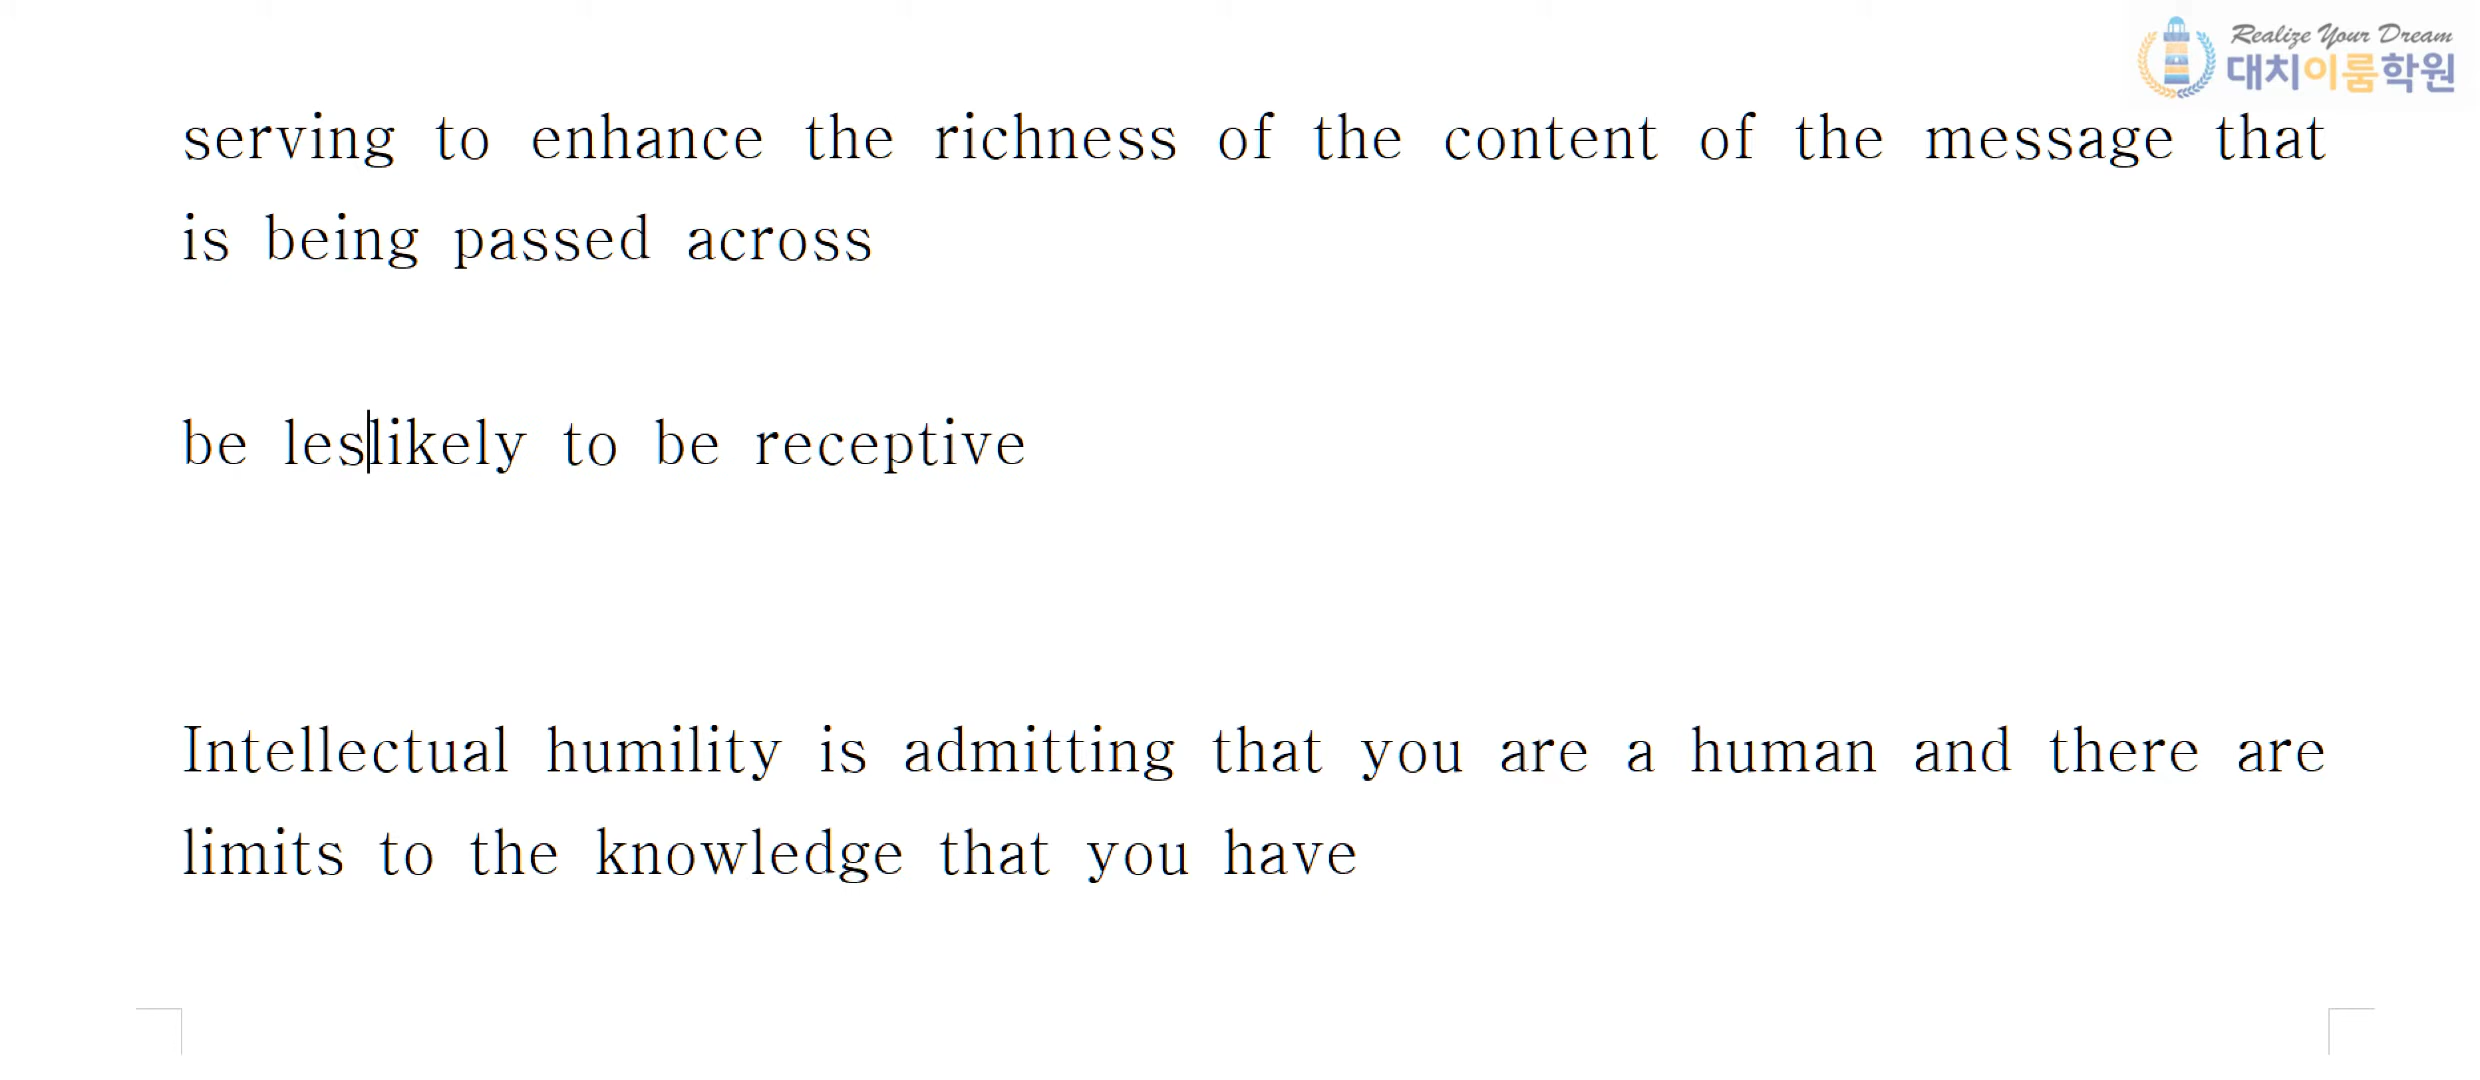 Realize Your Dream
대치이룸학원
serving to enhance the richness of the content of the message that
is being passed across
be leslikely to be receptive
Intellectual humility is admitting that you are a human and there are
limits to the knowledge that you have